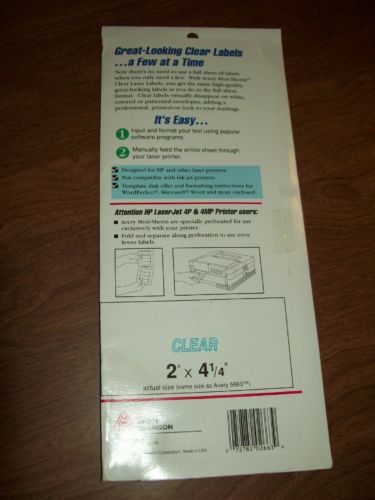 Great-Looking Clear Labels
...a Few at a Time
Now there's no need to use a full sheet of labels
when you only need a few. With Avery Mini-Sheets™
Clear Laser Labels, you get the same high-quality,
great-looking labels as you do in the full sheet
format. Clear labels virtually disappear on white,
colored or patterned envelopes, adding a
professional, printed-on look to your mailings.
It's Easy...
1 Input and format your text using popular
software programs.
2 Manually feed the entire sheet through
your laser printer.
Designed for HP and other laser printers.
Not compatible with ink jet printers.
Template disk offer and formatting instructions for
WordPerfect®, Microsoft® Word and more enclosed.
Attention HP LaserJet 4P & 4MP Printer users:
• Avery Mini-Sheets are specially perforated for use
exclusively with your printer.
• Fold and separate along perforation to use even
fewer labels.
CLEAR
2" x 4 1/4"
actual size (same size as Avery 5663™)
AVERY
DENNISON
Corporation. Made in U.S.A.
0 72782 02663